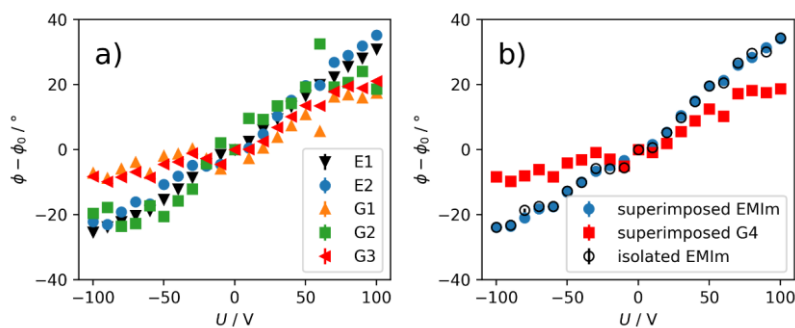 a)
40
20
0
−20
−40
ϕ − ϕ₀ / °
−100
−50
0
50
100
U / V
E1
E2
G1
G2
G3
b)
40
20
0
−20
−40
ϕ − ϕ₀ / °
−100
−50
0
50
100
U / V
superimposed EMIm
superimposed G4
isolated EMIm